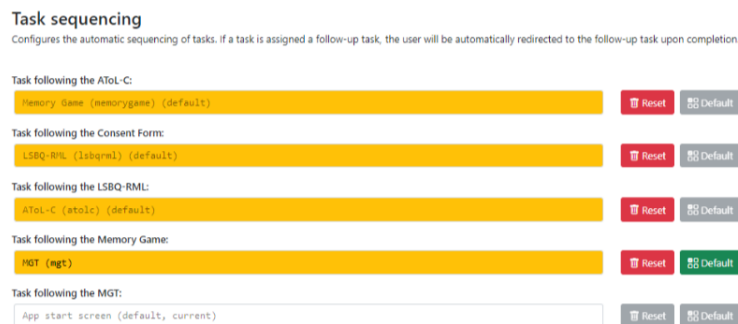 Task sequencing
Configures the automatic sequencing of tasks. If a task is assigned a follow-up task, the user will be automatically redirected to the follow-up task upon completion
Task following the AToL-C:
Memory Game (memorygame) (default)
Reset
Default
Task following the Consent Form:
LSBQ-RML (lsbqrml) (default)
Reset
Default
Task following the LSBQ-RML:
AToL-C (atolc) (default)
Reset
Default
Task following the Memory Game:
MGT (mgt)
Reset
Default
Task following the MGT:
App start screen (default, current)
Reset
Default